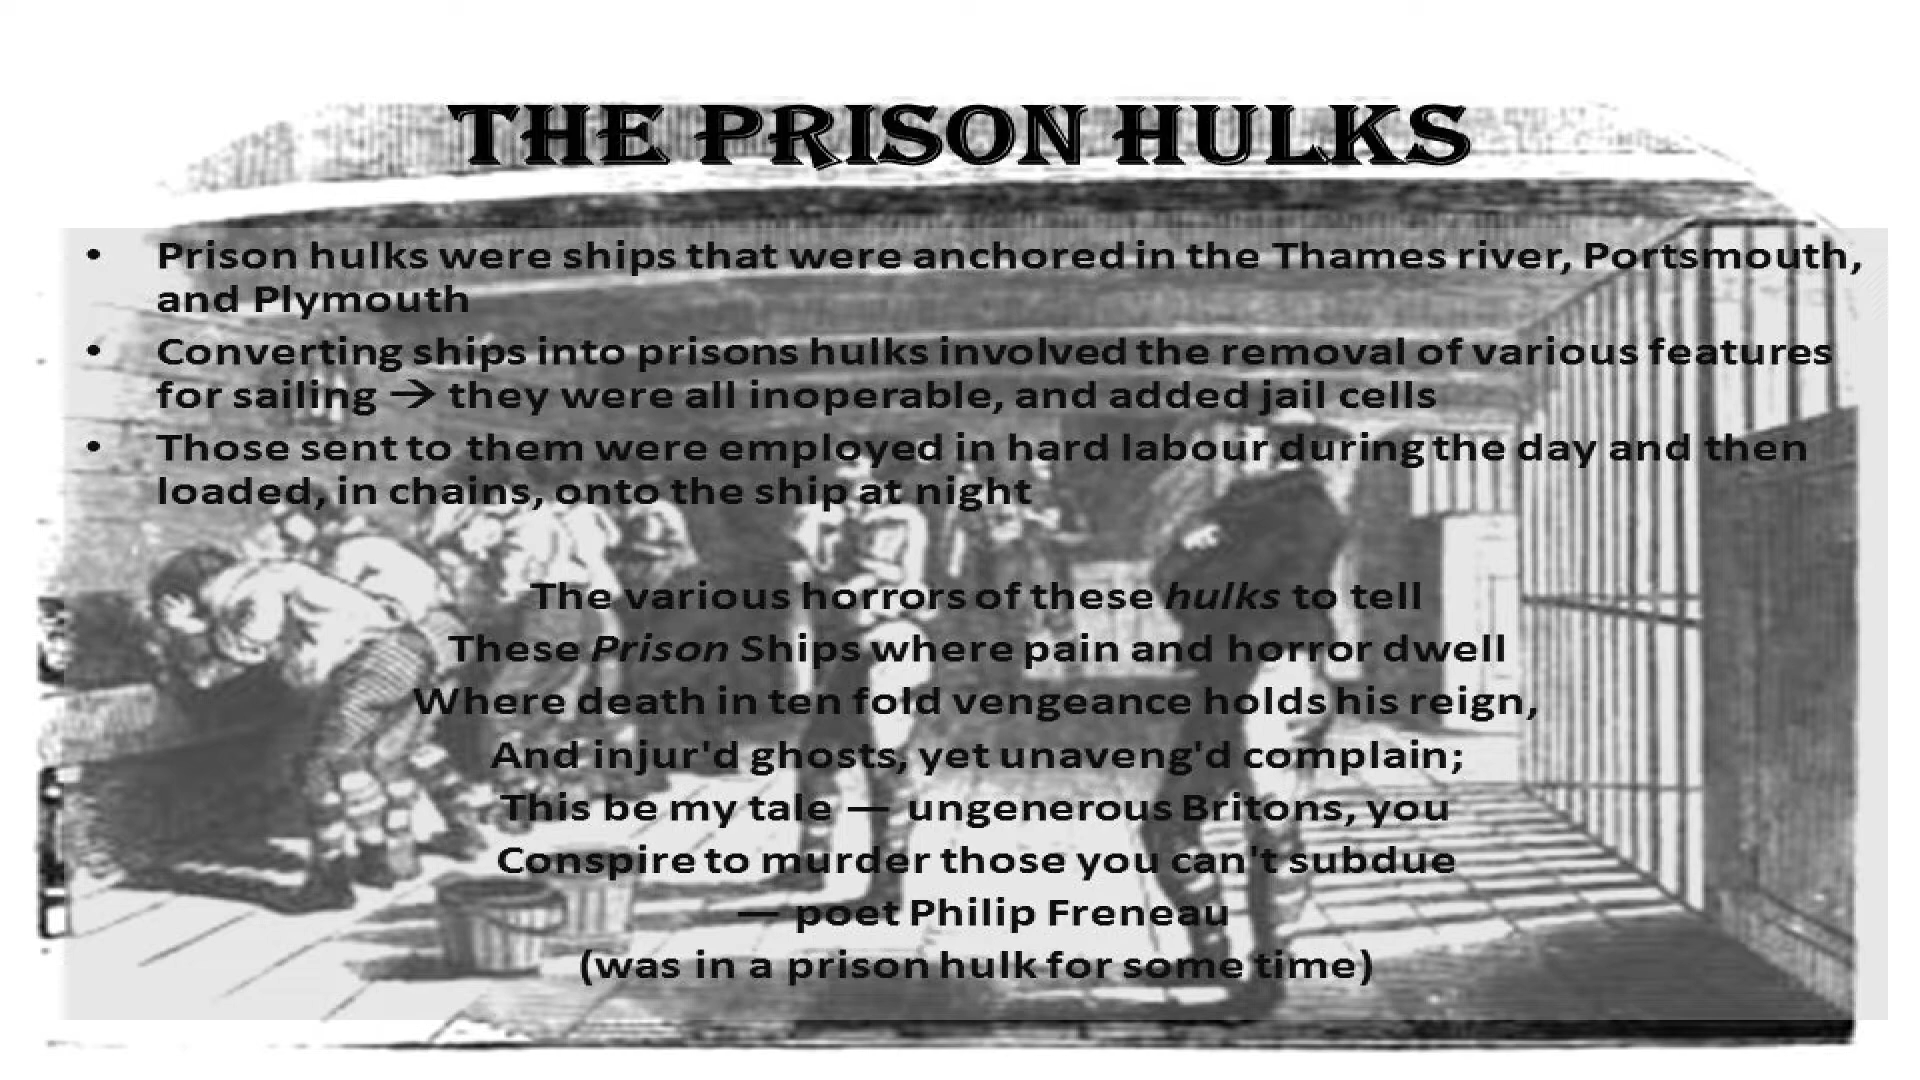 THE PRISON HULKS
• Prison hulks were ships that were anchored in the Thames river, Portsmouth,
and Plymouth
• Converting ships into prisons hulks involved the removal of various features
for sailing → they were all inoperable, and added jail cells
• Those sent to them were employed in hard labour during the day and then
loaded, in chains, onto the ship at night
The various horrors of these hulks to tell
These Prison Ships where pain and horror dwell
Where death in ten fold vengeance holds his reign,
And injur'd ghosts, yet unaveng'd complain;
This be my tale — ungenerous Britons, you
Conspire to murder those you can't subdue
— poet Philip Freneau
(was in a prison hulk for some time)